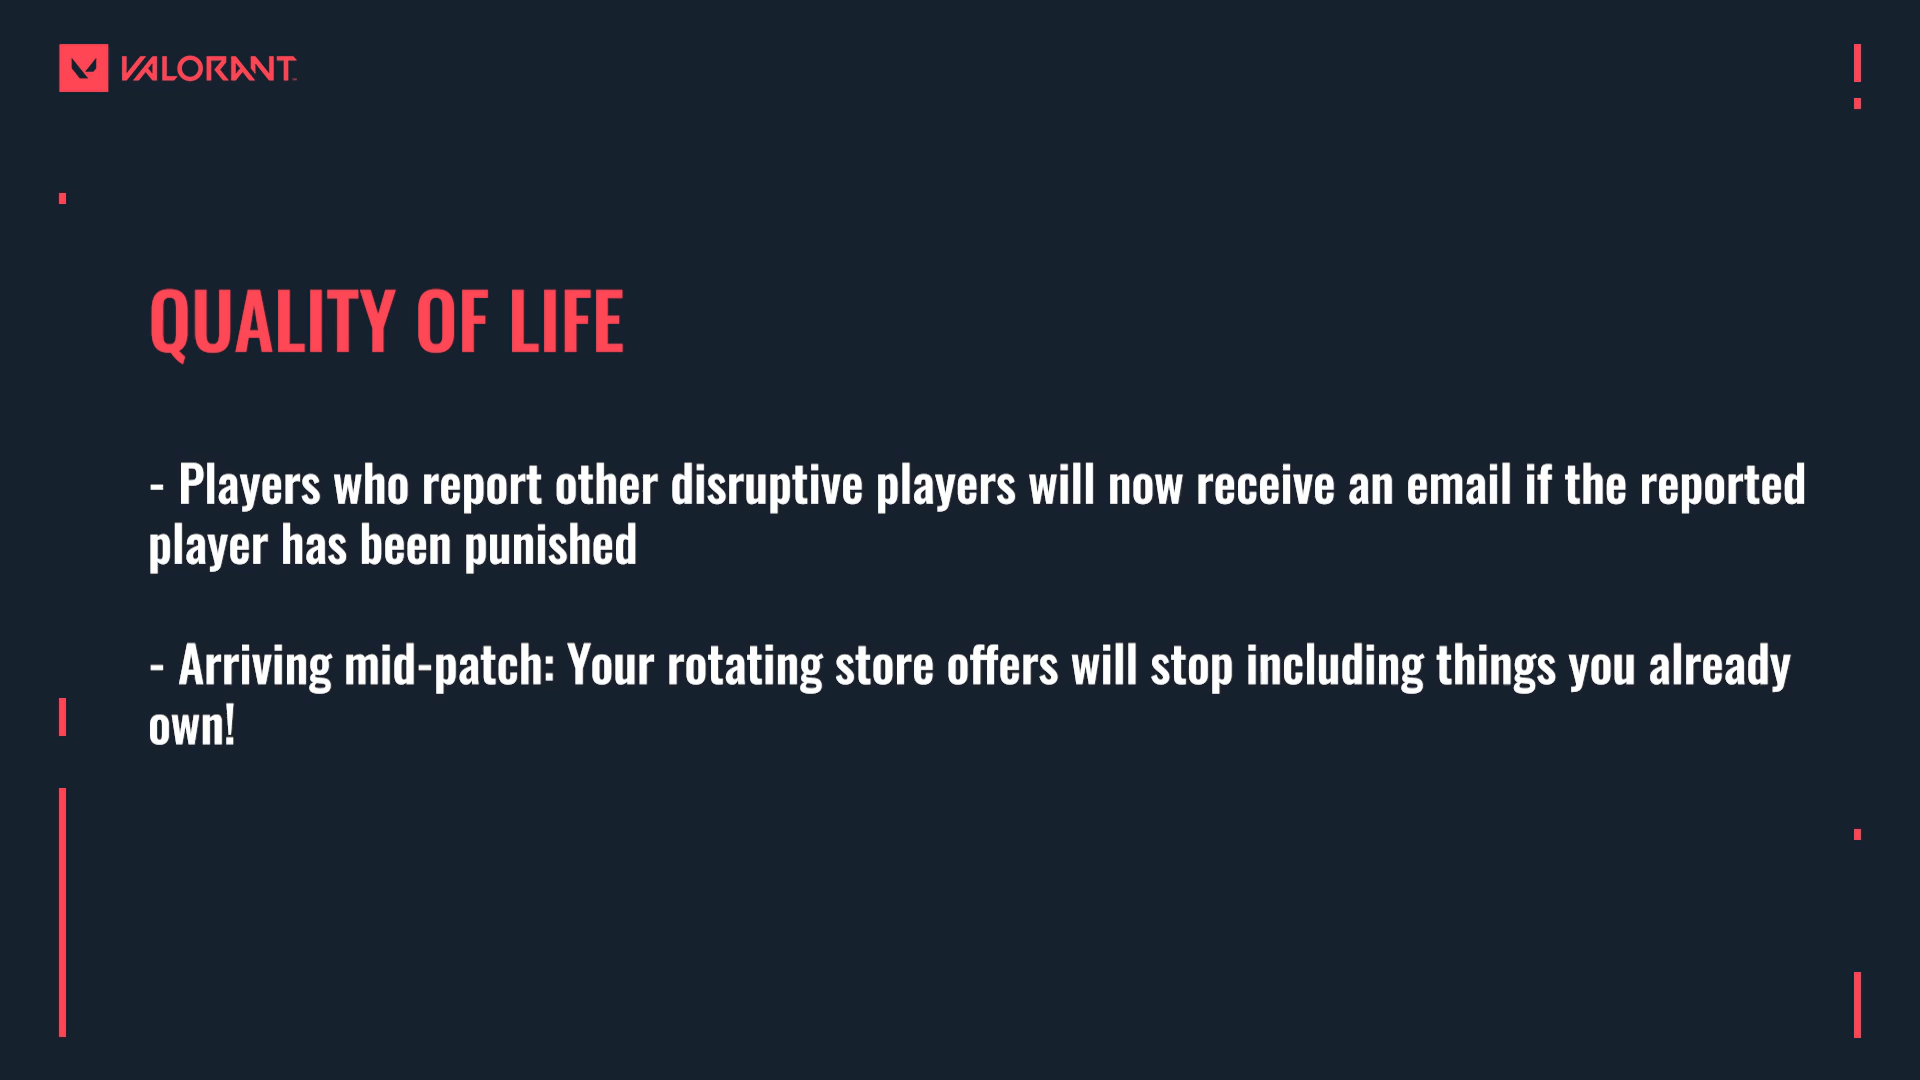 VALORANT
QUALITY OF LIFE
- Players who report other disruptive players will now receive an email if the reported
player has been punished
- Arriving mid-patch: Your rotating store offers will stop including things you already
own!